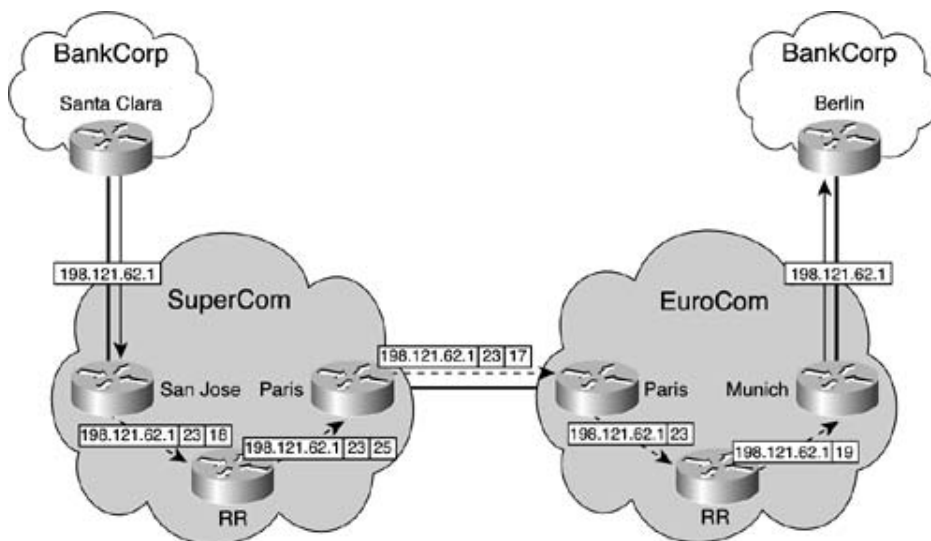 BankCorp
BankCorp
Santa Clara
Berlin
198.121.62.1
198.121.62.1
SuperCom
EuroCom
198.121.62.1 23 17
San Jose
Paris
Paris
Munich
198.121.62.1 23 18
198.121.62.1 23 25
198.121.62.1 23
198.121.62.1 19
RR
RR